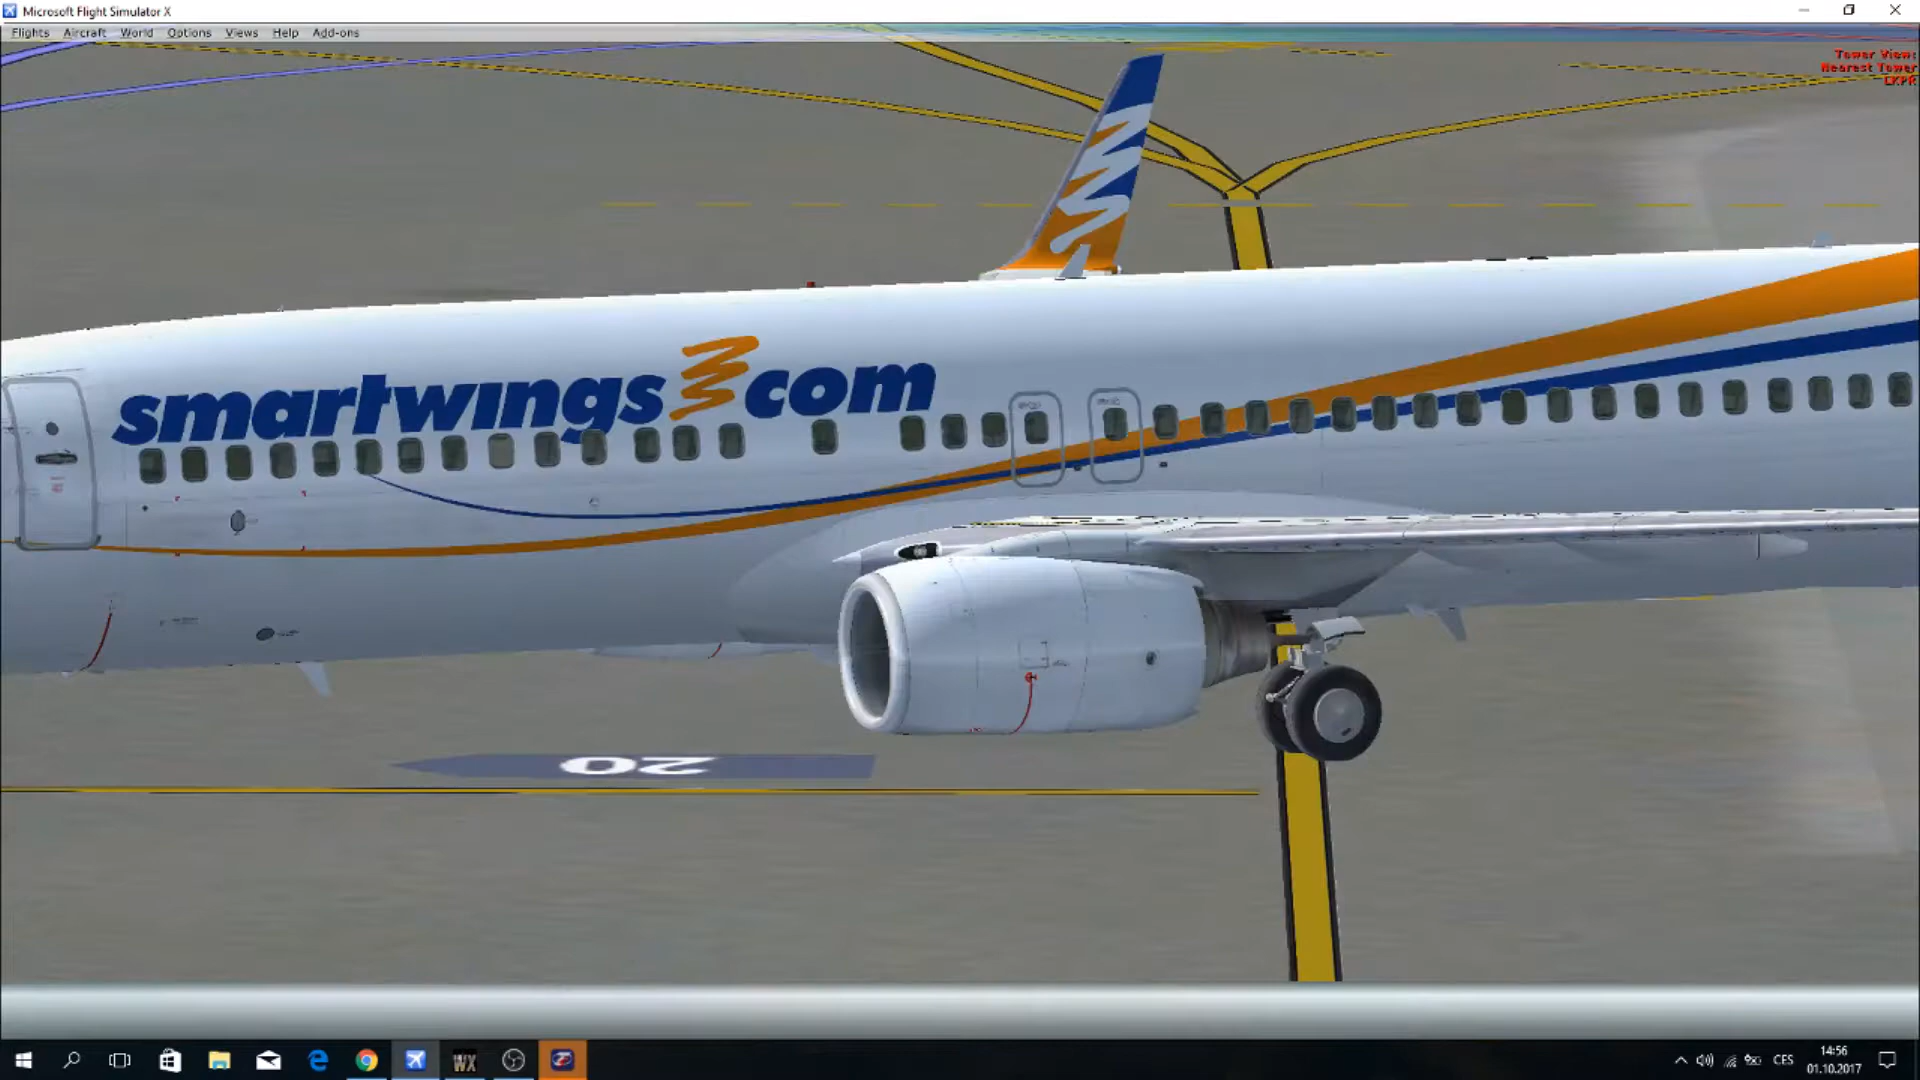 Microsoft Flight Simulator X
Flights Aircraft World Options Views Help Add-ons
Tower View:
Nearest Tower
LKPR
smartwings.com
20
WX
CES
14:56
01.10.2017